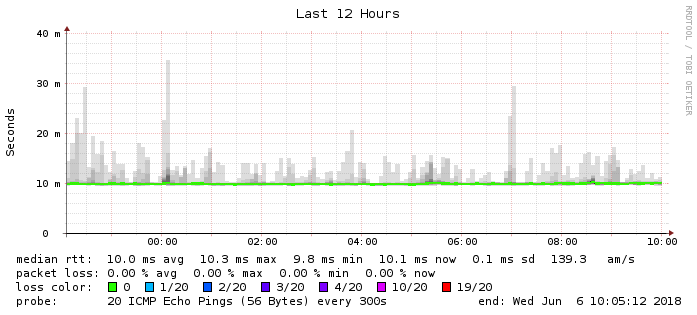 Last 12 Hours
RRDTOOL / TOBI OETIKER
Seconds
40 m
30 m
20 m
10 m
0
00:00 02:00 04:00 06:00 08:00 10:00
median rtt: 10.0 ms avg 10.3 ms max 9.8 ms min 10.1 ms now 0.1 ms sd 139.3 am/s
packet loss: 0.00 % avg 0.00 % max 0.00 % min 0.00 % now
loss color: 0 1/20 2/20 3/20 4/20 10/20 19/20
probe: 20 ICMP Echo Pings (56 Bytes) every 300s end: Wed Jun 6 10:05:12 2018